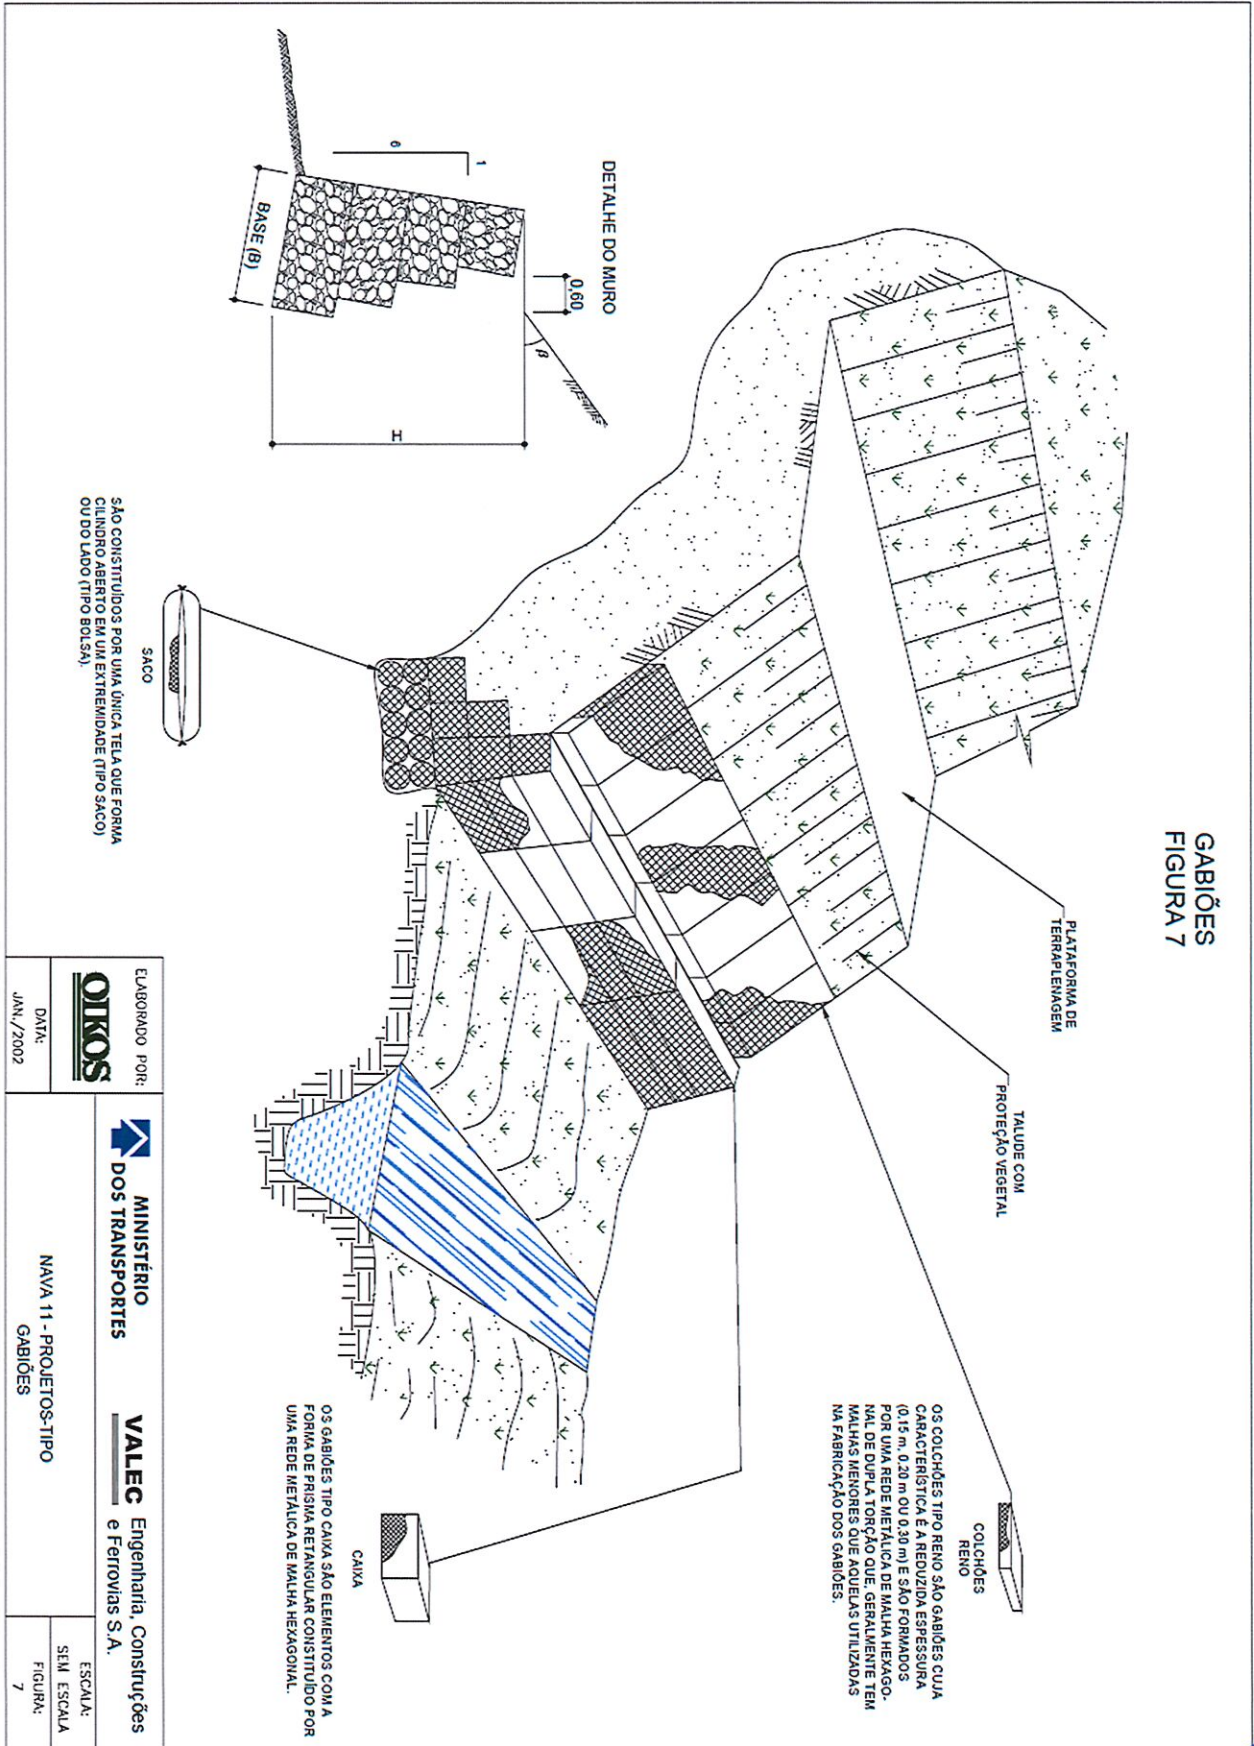 GABIÕES
FIGURA 7
DETALHE DO MURO
0,60
β
1
6
H
BASE (B)
PLATAFORMA DE
TERRAPLENAGEM
TALUDE COM
PROTEÇÃO VEGETAL
COLCHÕES
RENO
OS COLCHÕES TIPO RENO SÃO GABIÕES CUJA
CARACTERÍSTICA É A REDUZIDA ESPESSURA
(0,15 m, 0,20 m OU 0,30 m) E SÃO FORMADOS
POR UMA REDE METÁLICA DE MALHA HEXAGO-
NAL DE DUPLA TORÇÃO QUE, GERALMENTE TEM
MALHAS MENORES QUE AQUELAS UTILIZADAS
NA FABRICAÇÃO DOS GABIÕES.
CAIXA
OS GABIÕES TIPO CAIXA SÃO ELEMENTOS COM A
FORMA DE PRISMA RETANGULAR CONSTITUÍDO POR
UMA REDE METÁLICA DE MALHA HEXAGONAL.
SACO
SÃO CONSTITUÍDOS POR UMA ÚNICA TELA QUE FORMA
CILINDRO ABERTO EM UM EXTREMIDADE (TIPO SACO)
OU DO LADO (TIPO BOLSA).
ELABORADO POR:
OIKOS
DATA:
JAN./2002
MINISTÉRIO
DOS TRANSPORTES
VALEC Engenharia, Construções
e Ferrovias S.A.
NAVA 11 - PROJETOS-TIPO
GABIÕES
ESCALA:
SEM ESCALA
FIGURA:
7